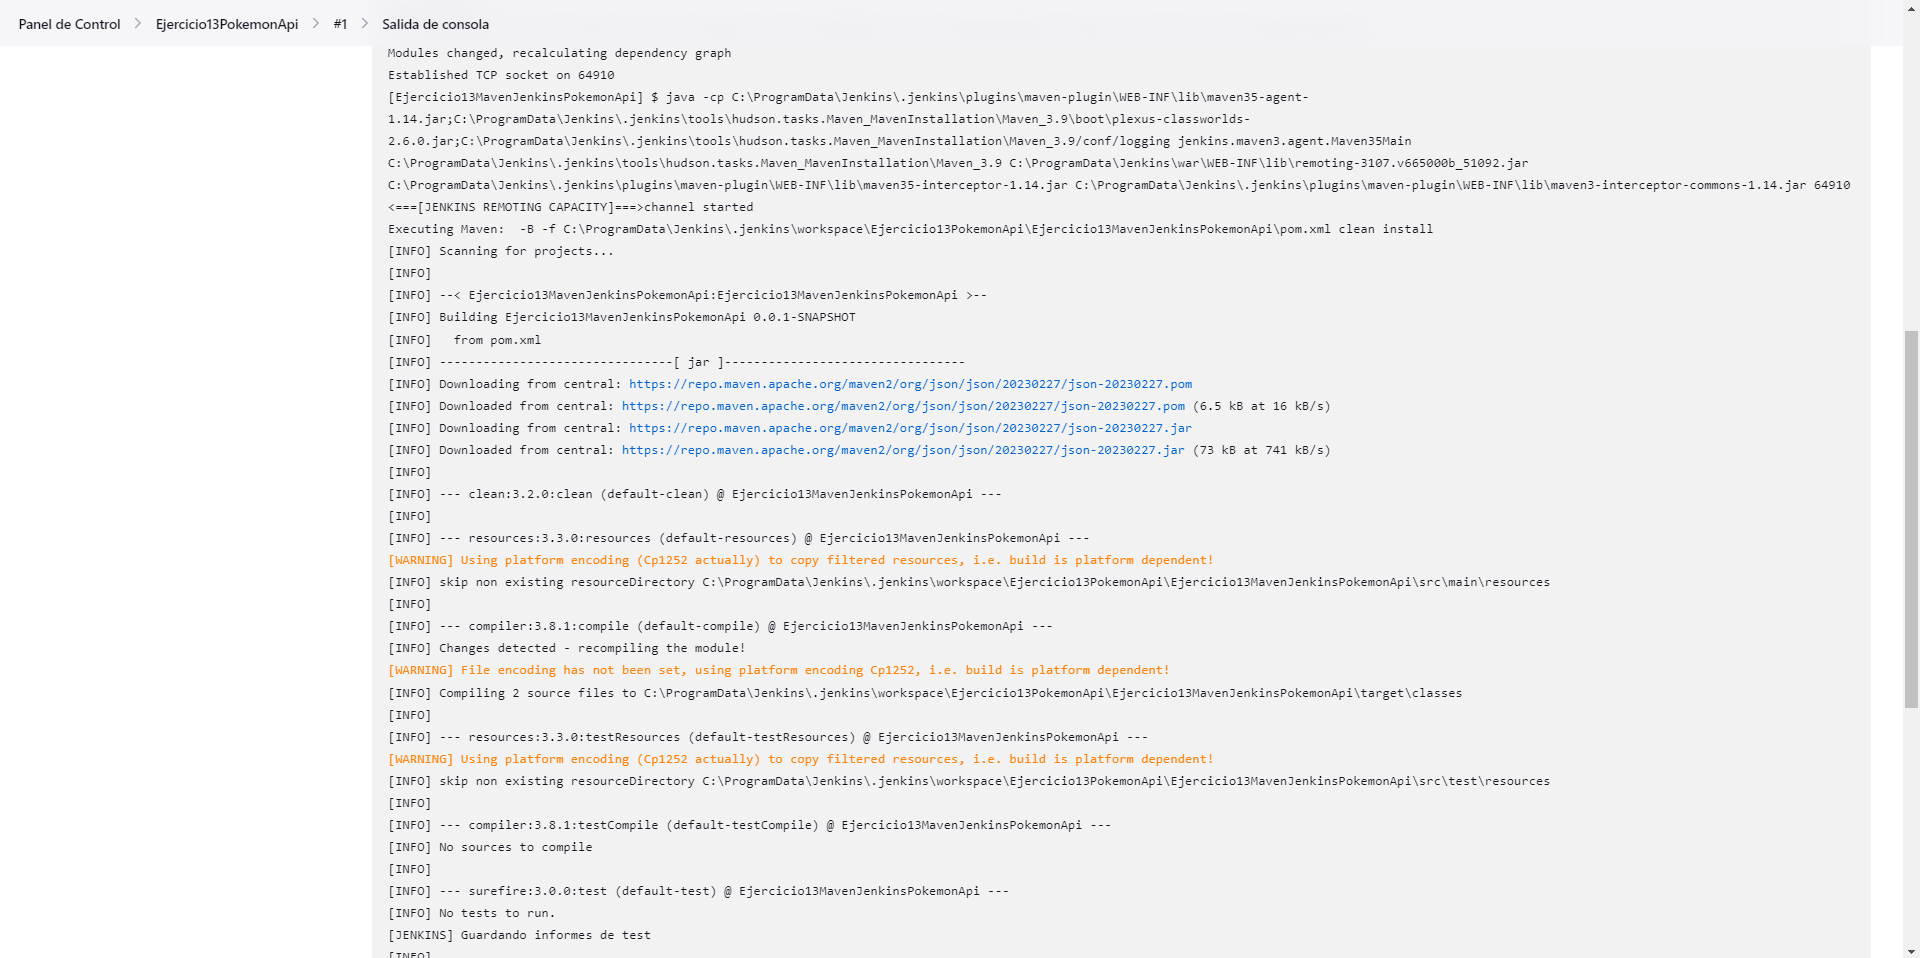 Panel de Control > Ejercicio13PokemonApi > #1 > Salida de consola
Modules changed, recalculating dependency graph
Established TCP socket on 64910
[Ejercicio13MavenJenkinsPokemonApi] $ java -cp C:\ProgramData\Jenkins\.jenkins\plugins\maven-plugin\WEB-INF\lib\maven35-agent-
1.14.jar;C:\ProgramData\Jenkins\.jenkins\tools\hudson.tasks.Maven_MavenInstallation\Maven_3.9\boot\plexus-classworlds-
2.6.0.jar;C:\ProgramData\Jenkins\.jenkins\tools\hudson.tasks.Maven_MavenInstallation\Maven_3.9/conf/logging jenkins.maven3.agent.Maven35Main
C:\ProgramData\Jenkins\.jenkins\tools\hudson.tasks.Maven_MavenInstallation\Maven_3.9 C:\ProgramData\Jenkins\war\WEB-INF\lib\remoting-3107.v665000b_51092.jar
C:\ProgramData\Jenkins\.jenkins\plugins\maven-plugin\WEB-INF\lib\maven35-interceptor-1.14.jar C:\ProgramData\Jenkins\.jenkins\plugins\maven-plugin\WEB-INF\lib\maven3-interceptor-commons-1.14.jar 64910
<===[JENKINS REMOTING CAPACITY]===>channel started
Executing Maven:  -B -f C:\ProgramData\Jenkins\.jenkins\workspace\Ejercicio13PokemonApi\Ejercicio13MavenJenkinsPokemonApi\pom.xml clean install
[INFO] Scanning for projects...
[INFO]
[INFO] --< Ejercicio13MavenJenkinsPokemonApi:Ejercicio13MavenJenkinsPokemonApi >--
[INFO] Building Ejercicio13MavenJenkinsPokemonApi 0.0.1-SNAPSHOT
[INFO]   from pom.xml
[INFO] --------------------------------[ jar ]---------------------------------
[INFO] Downloading from central: https://repo.maven.apache.org/maven2/org/json/json/20230227/json-20230227.pom
[INFO] Downloaded from central: https://repo.maven.apache.org/maven2/org/json/json/20230227/json-20230227.pom (6.5 kB at 16 kB/s)
[INFO] Downloading from central: https://repo.maven.apache.org/maven2/org/json/json/20230227/json-20230227.jar
[INFO] Downloaded from central: https://repo.maven.apache.org/maven2/org/json/json/20230227/json-20230227.jar (73 kB at 741 kB/s)
[INFO]
[INFO] --- clean:3.2.0:clean (default-clean) @ Ejercicio13MavenJenkinsPokemonApi ---
[INFO]
[INFO] --- resources:3.3.0:resources (default-resources) @ Ejercicio13MavenJenkinsPokemonApi ---
[WARNING] Using platform encoding (Cp1252 actually) to copy filtered resources, i.e. build is platform dependent!
[INFO] skip non existing resourceDirectory C:\ProgramData\Jenkins\.jenkins\workspace\Ejercicio13PokemonApi\Ejercicio13MavenJenkinsPokemonApi\src\main\resources
[INFO]
[INFO] --- compiler:3.8.1:compile (default-compile) @ Ejercicio13MavenJenkinsPokemonApi ---
[INFO] Changes detected - recompiling the module!
[WARNING] File encoding has not been set, using platform encoding Cp1252, i.e. build is platform dependent!
[INFO] Compiling 2 source files to C:\ProgramData\Jenkins\.jenkins\workspace\Ejercicio13PokemonApi\Ejercicio13MavenJenkinsPokemonApi\target\classes
[INFO]
[INFO] --- resources:3.3.0:testResources (default-testResources) @ Ejercicio13MavenJenkinsPokemonApi ---
[WARNING] Using platform encoding (Cp1252 actually) to copy filtered resources, i.e. build is platform dependent!
[INFO] skip non existing resourceDirectory C:\ProgramData\Jenkins\.jenkins\workspace\Ejercicio13PokemonApi\Ejercicio13MavenJenkinsPokemonApi\src\test\resources
[INFO]
[INFO] --- compiler:3.8.1:testCompile (default-testCompile) @ Ejercicio13MavenJenkinsPokemonApi ---
[INFO] No sources to compile
[INFO]
[INFO] --- surefire:3.0.0:test (default-test) @ Ejercicio13MavenJenkinsPokemonApi ---
[INFO] No tests to run.
[JENKINS] Guardando informes de test
[INFO]